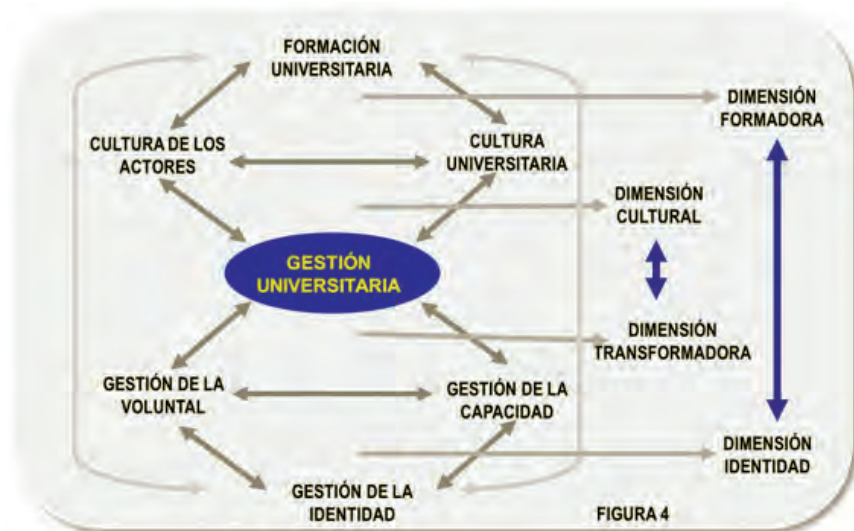 FORMACIÓN
UNIVERSITARIA
DIMENSIÓN
FORMADORA
CULTURA DE LOS
ACTORES
CULTURA
UNIVERSITARIA
DIMENSIÓN
CULTURAL
GESTIÓN
UNIVERSITARIA
DIMENSIÓN
TRANSFORMADORA
GESTIÓN DE LA
VOLUNTAL
GESTIÓN DE LA
CAPACIDAD
DIMENSIÓN
IDENTIDAD
GESTIÓN DE LA
IDENTIDAD
FIGURA 4